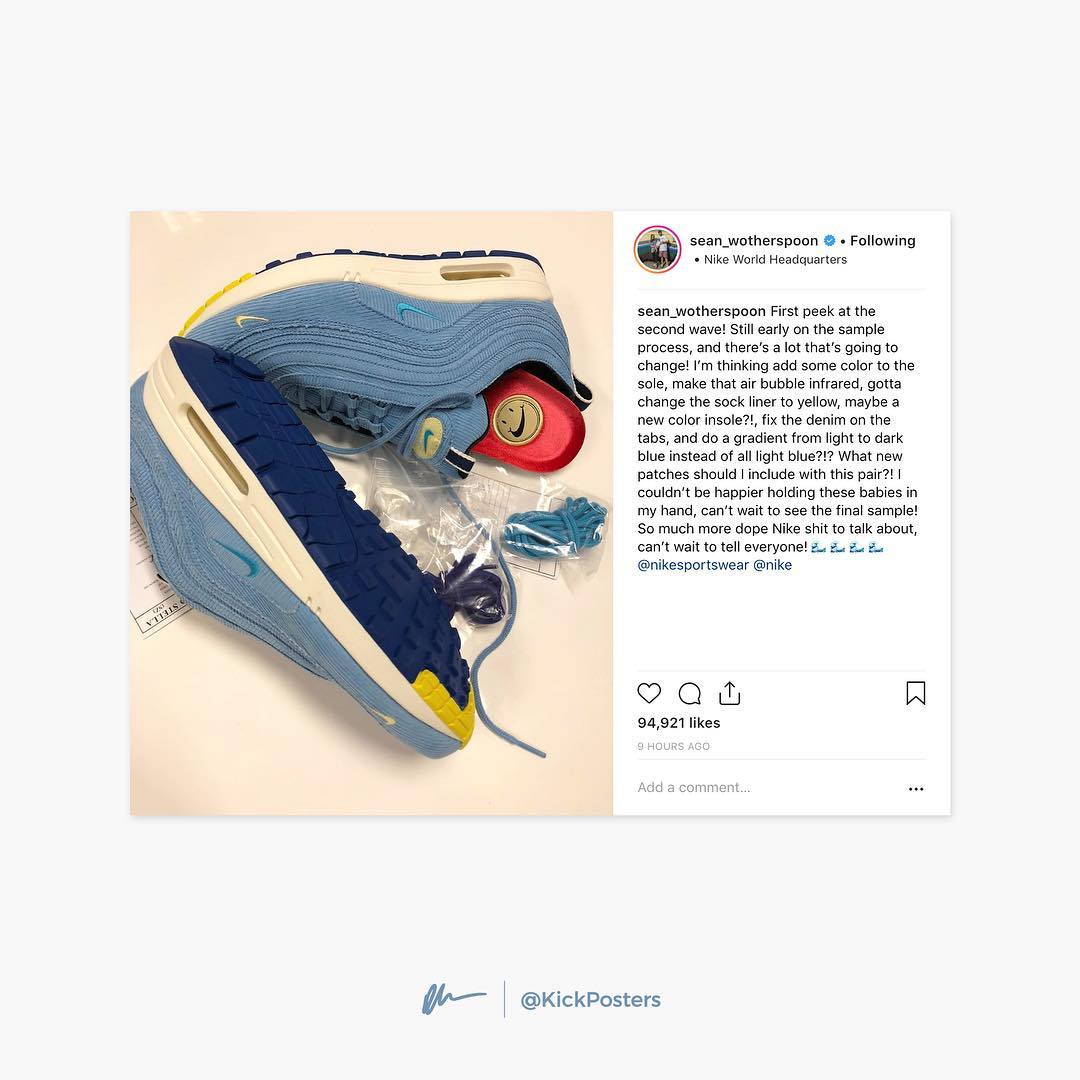 sean_wotherspoon • Following
• Nike World Headquarters
sean_wotherspoon First peek at the
second wave! Still early on the sample
process, and there’s a lot that’s going to
change! I’m thinking add some color to the
sole, make that air bubble infrared, gotta
change the sock liner to yellow, maybe a
new color insole?!, fix the denim on the
tabs, and do a gradient from light to dark
blue instead of all light blue?!? What new
patches should I include with this pair?! I
couldn’t be happier holding these babies in
my hand, can’t wait to see the final sample!
So much more dope Nike shit to talk about,
can’t wait to tell everyone!🌊🌊🌊🌊
@nikesportswear @nike
94,921 likes
9 HOURS AGO
Add a comment...
STELLA
@KickPosters